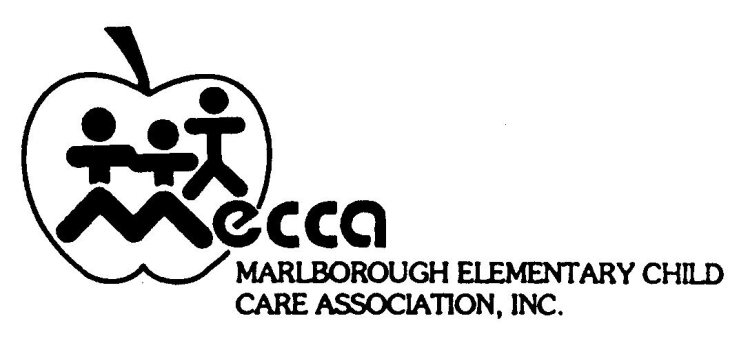 Mecca
MARLBOROUGH ELEMENTARY CHILD
CARE ASSOCIATION, INC.